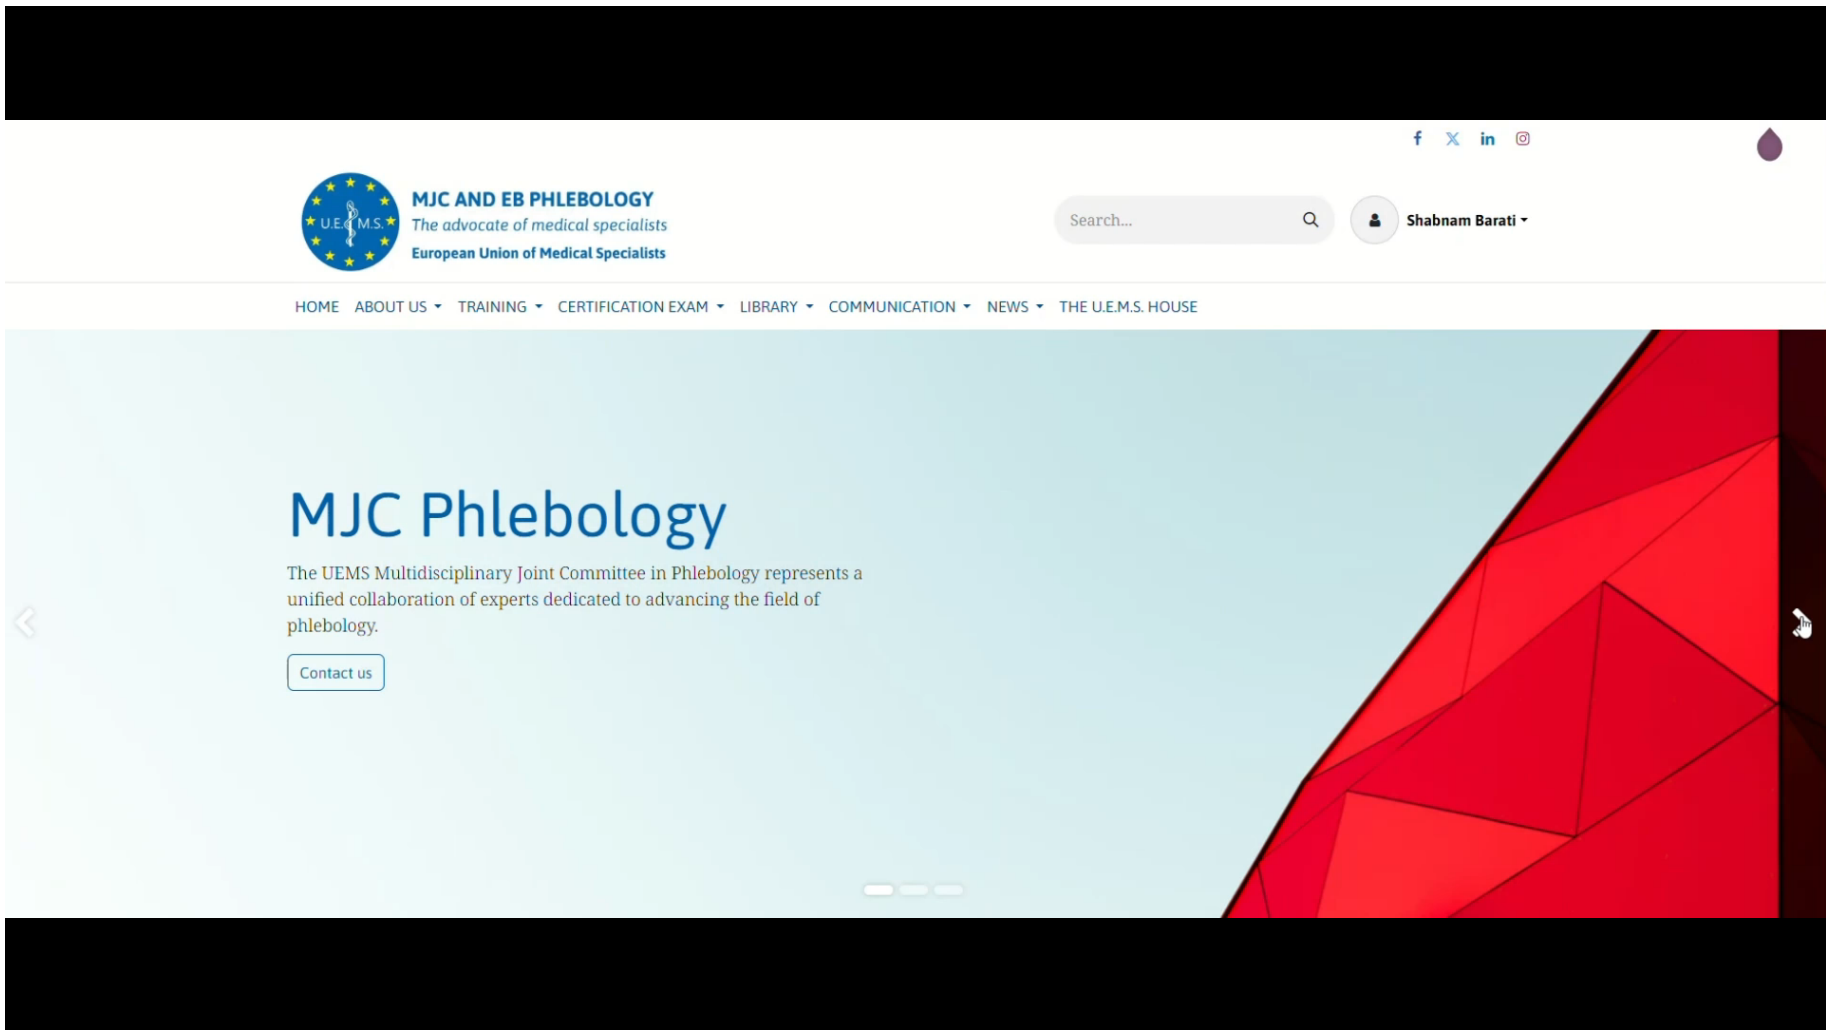 U.E.M.S.
MJC AND EB PHLEBOLOGY
The advocate of medical specialists
European Union of Medical Specialists
Search...
Shabnam Barati
HOME ABOUT US TRAINING CERTIFICATION EXAM LIBRARY COMMUNICATION NEWS THE U.E.M.S. HOUSE
MJC Phlebology
The UEMS Multidisciplinary Joint Committee in Phlebology represents a
unified collaboration of experts dedicated to advancing the field of
phlebology.
Contact us